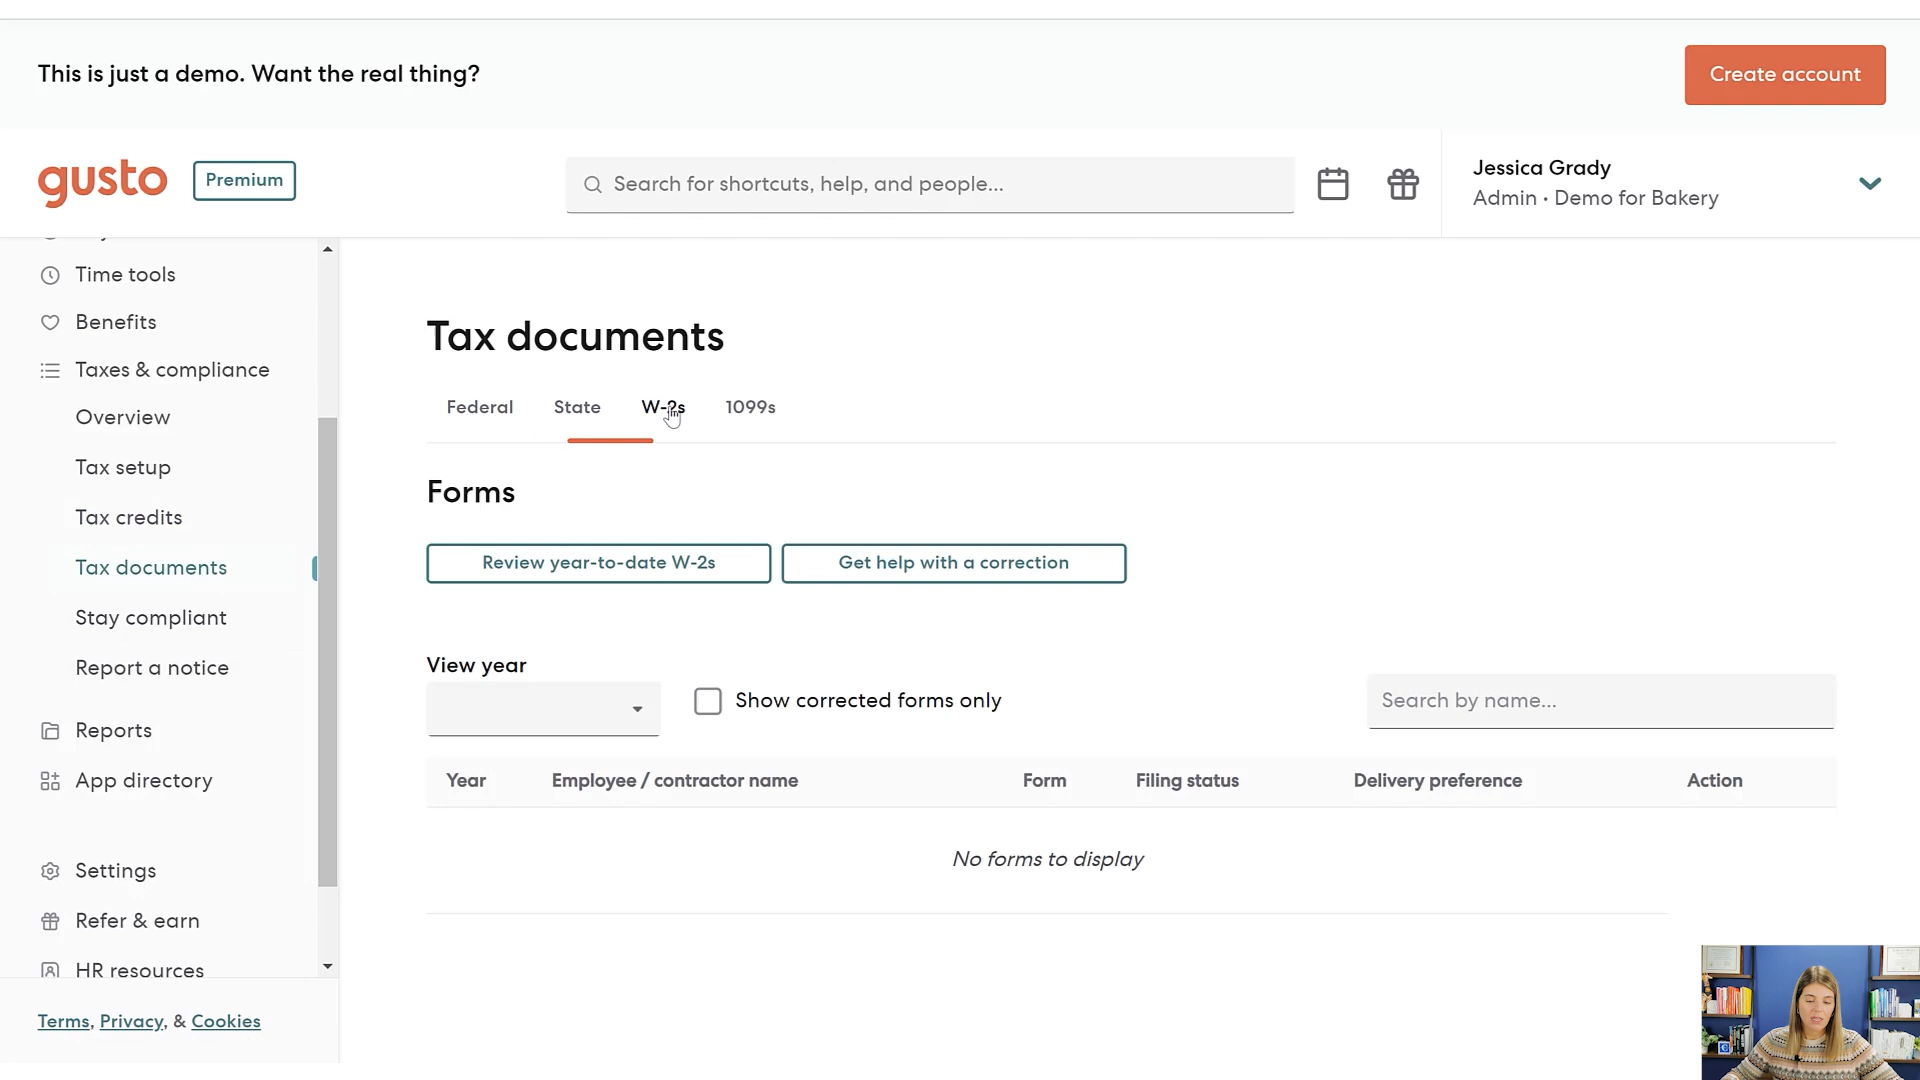 This is just a demo. Want the real thing?
Create account
gusto
Premium
Search for shortcuts, help, and people...
Jessica Grady
Admin • Demo for Bakery
Time tools
Benefits
Taxes & compliance
Overview
Tax setup
Tax credits
Tax documents
Stay compliant
Report a notice
Reports
App directory
Settings
Refer & earn
HR resources
Terms, Privacy, & Cookies
Tax documents
Federal State W-2s 1099s
Forms
Review year-to-date W-2s Get help with a correction
View year
Show corrected forms only
Search by name...
Year Employee / contractor name Form Filing status Delivery preference Action
No forms to display